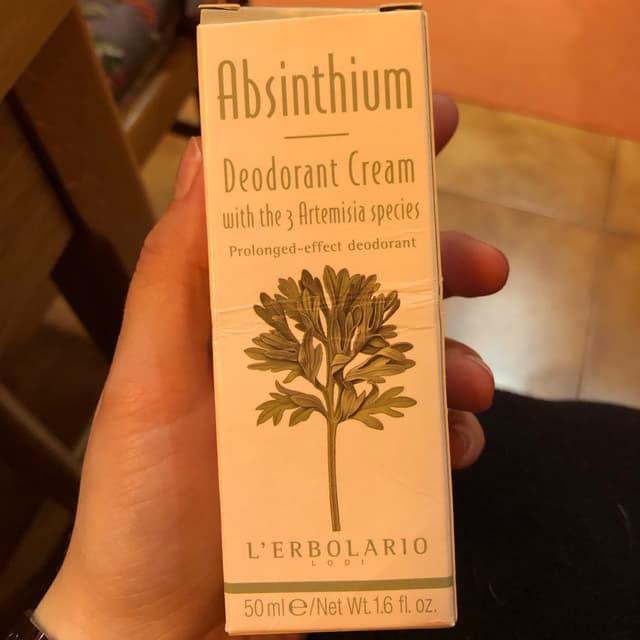 Absinthium
Deodorant Cream
with the 3 Artemisia species
Prolonged-effect deodorant
L'ERBOLARIO
LODI
50 ml ℮/Net Wt. 1.6 fl. oz.